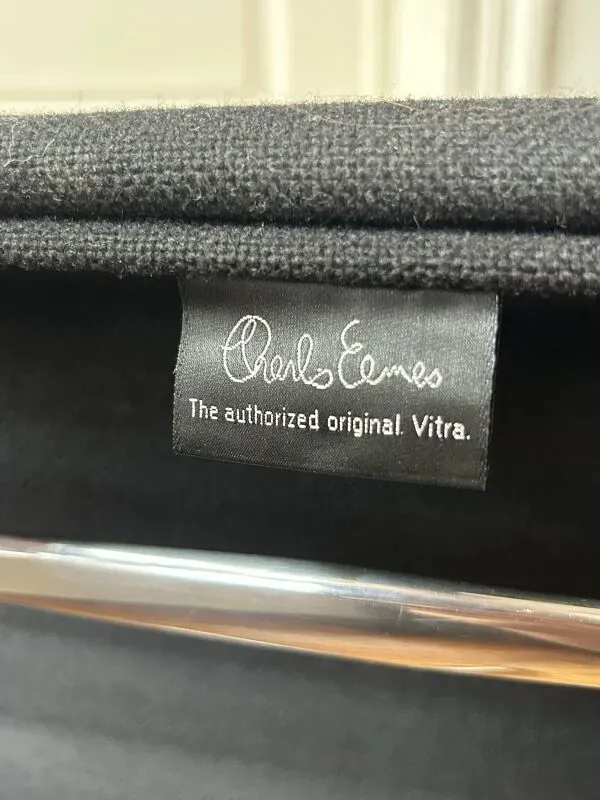 Charles Eames
The authorized original. Vitra.